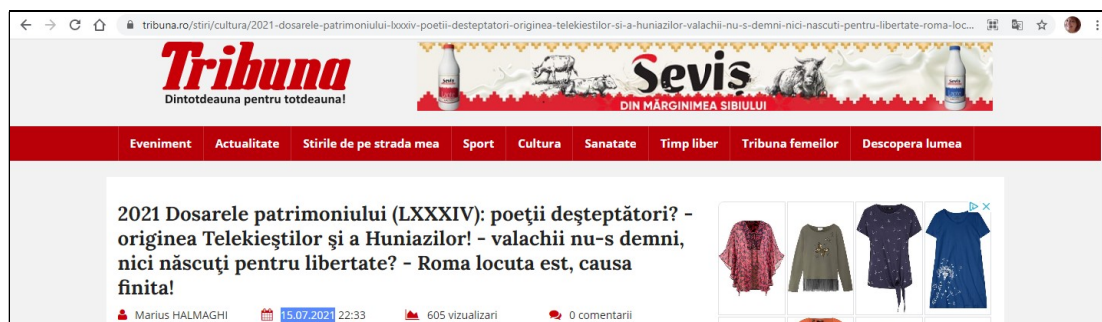 tribuna.ro/stiri/cultura/2021-dosarele-patrimoniului-lxxxiv-poetii-desteptatori-originea-telekiestilor-si-a-huniazilor-valachii-nu-s-demni-nici-nascuti-pentru-libertate-roma-loc...
Tribuna
Dintotdeauna pentru totdeauna!
Seviș
DIN MĂRGINIMEA SIBIULUI
Eveniment Actualitate Stirile de pe strada mea Sport Cultura Sanatate Timp liber Tribuna femeilor Descopera lumea
2021 Dosarele patrimoniului (LXXXIV): poeţii deşteptători? -
originea Telekieştilor şi a Huniazilor! - valachii nu-s demni,
nici născuţi pentru libertate? - Roma locuta est, causa
finita!
Marius HALMAGHI 15.07.2021 22:33 605 vizualizari 0 comentarii